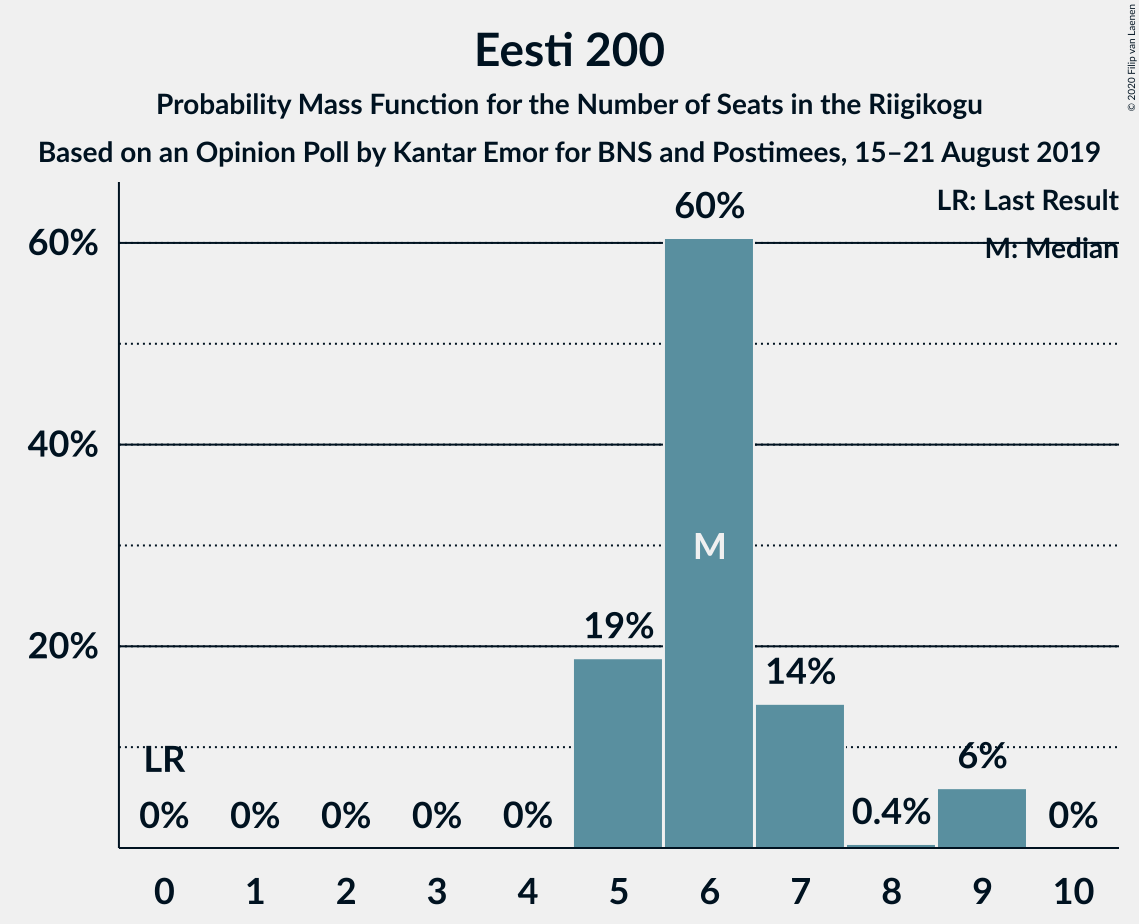 Eesti 200
Probability Mass Function for the Number of Seats in the Riigikogu
Based on an Opinion Poll by Kantar Emor for BNS and Postimees, 15–21 August 2019
© 2020 Filip van Laenen
LR: Last Result
M: Median
60%
40%
20%
LR
0%
0%
0%
0%
0%
19%
60%
M
14%
0.4%
6%
0%
0 1 2 3 4 5 6 7 8 9 10